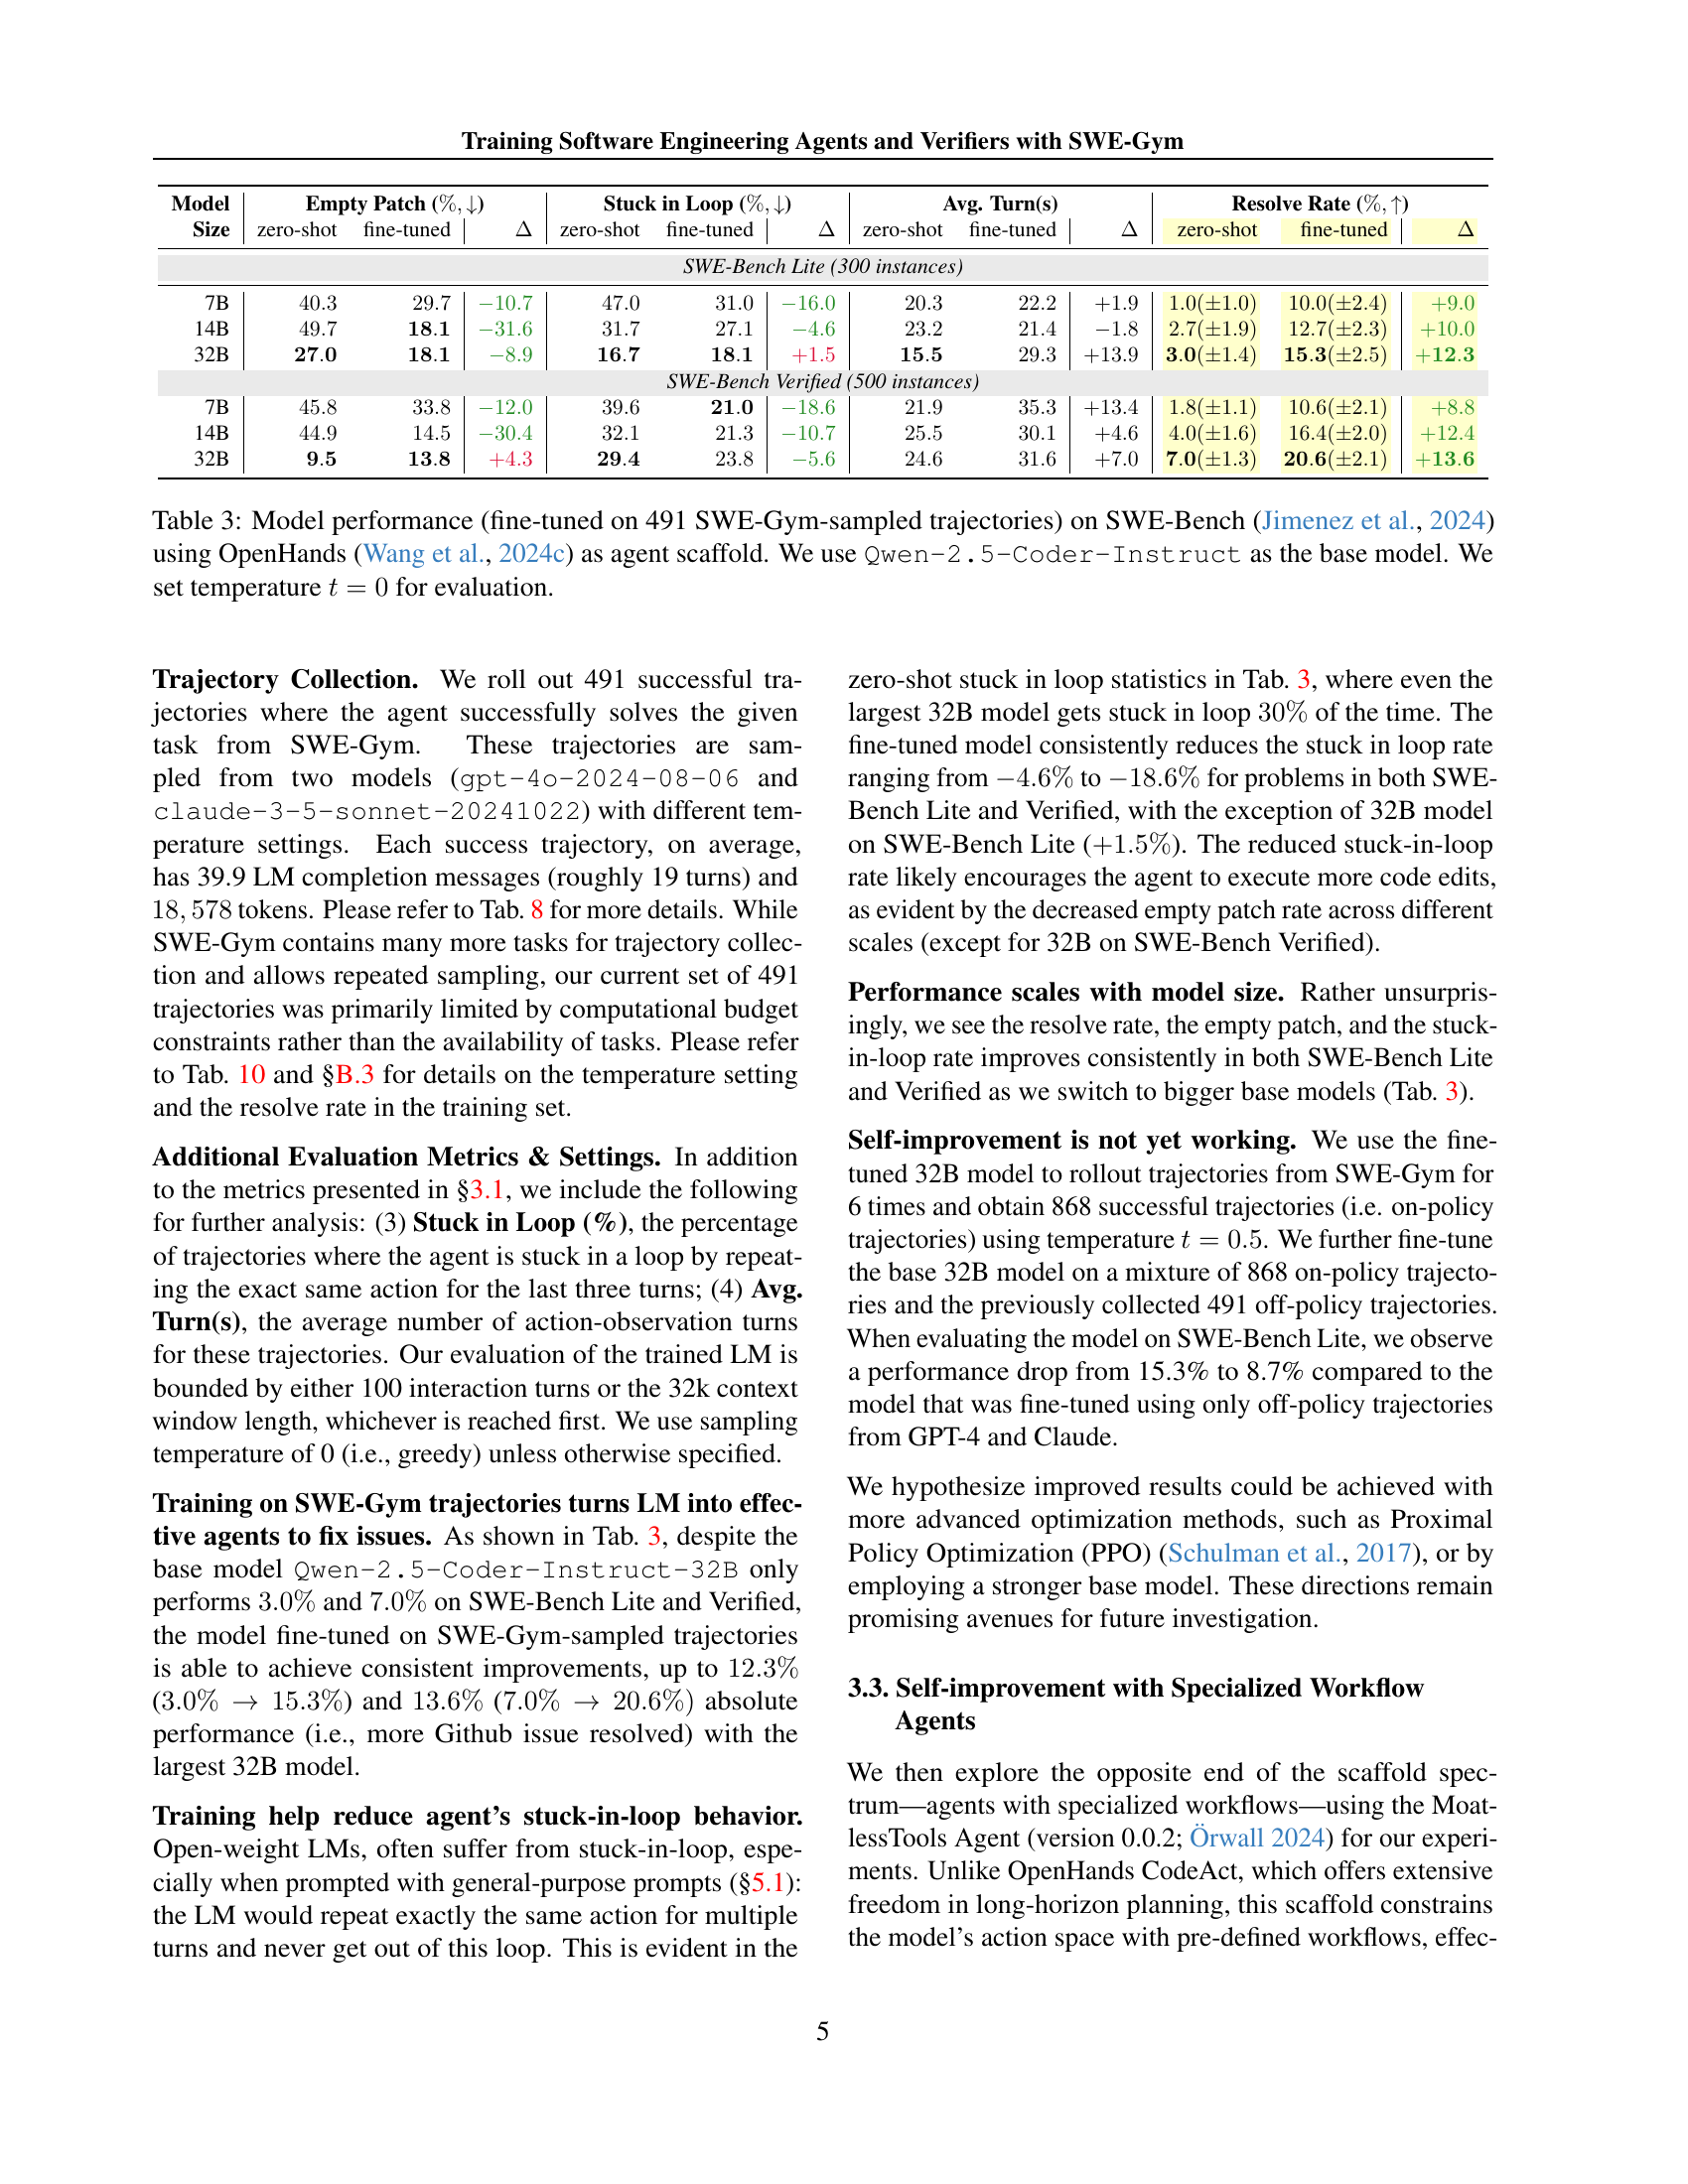 Training Software Engineering Agents and Verifiers with SWE-Gym
Model Empty Patch (%, ↓) Stuck in Loop (%, ↓) Avg. Turn(s) Resolve Rate (%, ↑)
Size zero-shot fine-tuned Δ zero-shot fine-tuned Δ zero-shot fine-tuned Δ zero-shot fine-tuned Δ
SWE-Bench Lite (300 instances)
7B 40.3 29.7 −10.7 47.0 31.0 −16.0 20.3 22.2 +1.9 1.0(±1.0) 10.0(±2.4) +9.0
14B 49.7 18.1 −31.6 31.7 27.1 −4.6 23.2 21.4 −1.8 2.7(±1.9) 12.7(±2.3) +10.0
32B 27.0 18.1 −8.9 16.7 18.1 +1.5 15.5 29.3 +13.9 3.0(±1.4) 15.3(±2.5) +12.3
SWE-Bench Verified (500 instances)
7B 45.8 33.8 −12.0 39.6 21.0 −18.6 21.9 35.3 +13.4 1.8(±1.1) 10.6(±2.1) +8.8
14B 44.9 14.5 −30.4 32.1 21.3 −10.7 25.5 30.1 +4.6 4.0(±1.6) 16.4(±2.0) +12.4
32B 9.5 13.8 +4.3 29.4 23.8 −5.6 24.6 31.6 +7.0 7.0(±1.3) 20.6(±2.1) +13.6
Table 3: Model performance (fine-tuned on 491 SWE-Gym-sampled trajectories) on SWE-Bench (Jimenez et al., 2024)
using OpenHands (Wang et al., 2024c) as agent scaffold. We use Qwen-2.5-Coder-Instruct as the base model. We
set temperature t = 0 for evaluation.
Trajectory Collection. We roll out 491 successful tra-
jectories where the agent successfully solves the given
task from SWE-Gym. These trajectories are sam-
pled from two models (gpt-4o-2024-08-06 and
claude-3-5-sonnet-20241022) with different tem-
perature settings. Each success trajectory, on average,
has 39.9 LM completion messages (roughly 19 turns) and
18, 578 tokens. Please refer to Tab. 8 for more details. While
SWE-Gym contains many more tasks for trajectory collec-
tion and allows repeated sampling, our current set of 491
trajectories was primarily limited by computational budget
constraints rather than the availability of tasks. Please refer
to Tab. 10 and §B.3 for details on the temperature setting
and the resolve rate in the training set.
Additional Evaluation Metrics & Settings. In addition
to the metrics presented in §3.1, we include the following
for further analysis: (3) Stuck in Loop (%), the percentage
of trajectories where the agent is stuck in a loop by repeat-
ing the exact same action for the last three turns; (4) Avg.
Turn(s), the average number of action-observation turns
for these trajectories. Our evaluation of the trained LM is
bounded by either 100 interaction turns or the 32k context
window length, whichever is reached first. We use sampling
temperature of 0 (i.e., greedy) unless otherwise specified.
Training on SWE-Gym trajectories turns LM into effec-
tive agents to fix issues. As shown in Tab. 3, despite the
base model Qwen-2.5-Coder-Instruct-32B only
performs 3.0% and 7.0% on SWE-Bench Lite and Verified,
the model fine-tuned on SWE-Gym-sampled trajectories
is able to achieve consistent improvements, up to 12.3%
(3.0% → 15.3%) and 13.6% (7.0% → 20.6%) absolute
performance (i.e., more Github issue resolved) with the
largest 32B model.
Training help reduce agent's stuck-in-loop behavior.
Open-weight LMs, often suffer from stuck-in-loop, espe-
cially when prompted with general-purpose prompts (§5.1):
the LM would repeat exactly the same action for multiple
turns and never get out of this loop. This is evident in the
zero-shot stuck in loop statistics in Tab. 3, where even the
largest 32B model gets stuck in loop 30% of the time. The
fine-tuned model consistently reduces the stuck in loop rate
ranging from −4.6% to −18.6% for problems in both SWE-
Bench Lite and Verified, with the exception of 32B model
on SWE-Bench Lite (+1.5%). The reduced stuck-in-loop
rate likely encourages the agent to execute more code edits,
as evident by the decreased empty patch rate across different
scales (except for 32B on SWE-Bench Verified).
Performance scales with model size. Rather unsurpris-
ingly, we see the resolve rate, the empty patch, and the stuck-
in-loop rate improves consistently in both SWE-Bench Lite
and Verified as we switch to bigger base models (Tab. 3).
Self-improvement is not yet working. We use the fine-
tuned 32B model to rollout trajectories from SWE-Gym for
6 times and obtain 868 successful trajectories (i.e. on-policy
trajectories) using temperature t = 0.5. We further fine-tune
the base 32B model on a mixture of 868 on-policy trajecto-
ries and the previously collected 491 off-policy trajectories.
When evaluating the model on SWE-Bench Lite, we observe
a performance drop from 15.3% to 8.7% compared to the
model that was fine-tuned using only off-policy trajectories
from GPT-4 and Claude.
We hypothesize improved results could be achieved with
more advanced optimization methods, such as Proximal
Policy Optimization (PPO) (Schulman et al., 2017), or by
employing a stronger base model. These directions remain
promising avenues for future investigation.
3.3. Self-improvement with Specialized Workflow
Agents
We then explore the opposite end of the scaffold spec-
trum—agents with specialized workflows—using the Moat-
lessTools Agent (version 0.0.2; Örwall 2024) for our experi-
ments. Unlike OpenHands CodeAct, which offers extensive
freedom in long-horizon planning, this scaffold constrains
the model's action space with pre-defined workflows, effec-
5